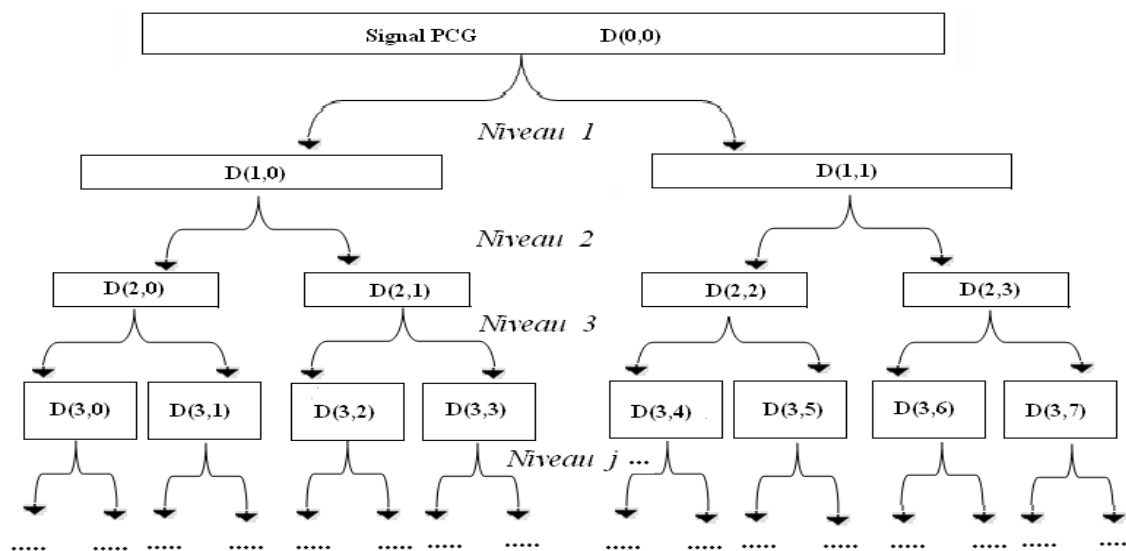 Signal PCG D(0,0)
Niveau 1
D(1,0) D(1,1)
Niveau 2
D(2,0) D(2,1) D(2,2) D(2,3)
Niveau 3
D(3,0) D(3,1) D(3,2) D(3,3) D(3,4) D(3,5) D(3,6) D(3,7)
Niveau j ...
..... ..... ..... ..... ..... ..... ..... ..... ..... ..... ..... ..... ..... ..... ..... .....